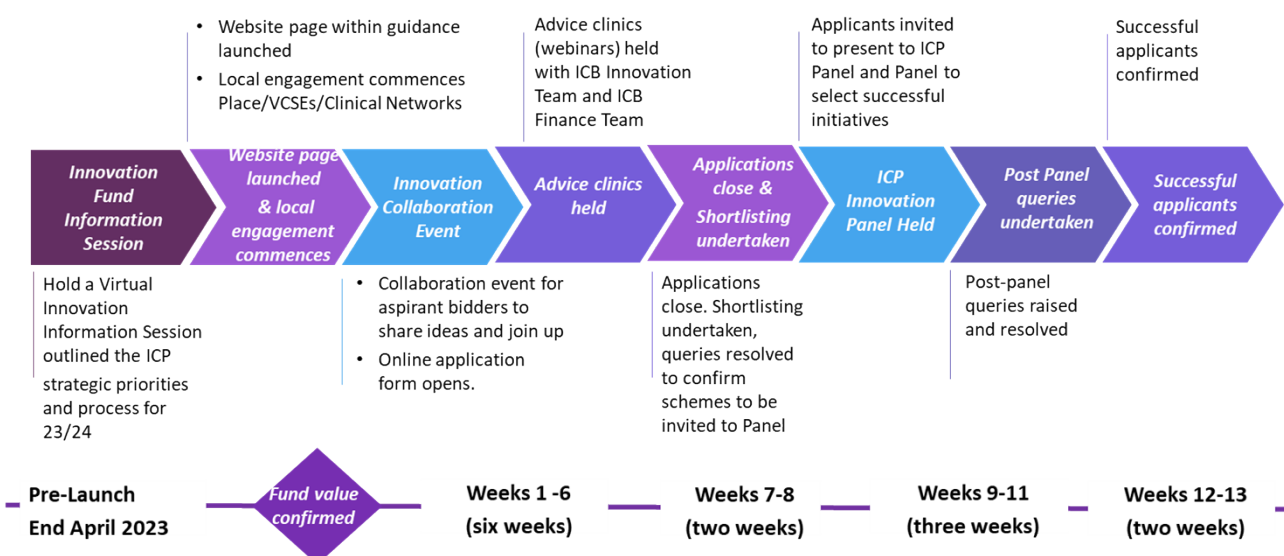 • Website page within guidance
launched
• Local engagement commences
Place/VCSEs/Clinical Networks
Advice clinics
(webinars) held
with ICB Innovation
Team and ICB
Finance Team
Applicants invited
to present to ICP
Panel and Panel to
select successful
initiatives
Successful
applicants
confirmed
Innovation
Fund
Information
Session
Website page
launched
& local
engagement
commences
Innovation
Collaboration
Event
Advice clinics
held
Applications
close &
Shortlisting
undertaken
ICP
Innovation
Panel Held
Post Panel
queries
undertaken
Successful
applicants
confirmed
Hold a Virtual
Innovation
Information Session
outlined the ICP
strategic priorities
and process for
23/24
• Collaboration event for
aspirant bidders to
share ideas and join up
• Online application
form opens.
Applications
close. Shortlisting
undertaken,
queries resolved
to confirm
schemes to be
invited to Panel
Post-panel
queries raised
and resolved
Pre-Launch
End April 2023
Fund value
confirmed
Weeks 1 -6
(six weeks)
Weeks 7-8
(two weeks)
Weeks 9-11
(three weeks)
Weeks 12-13
(two weeks)